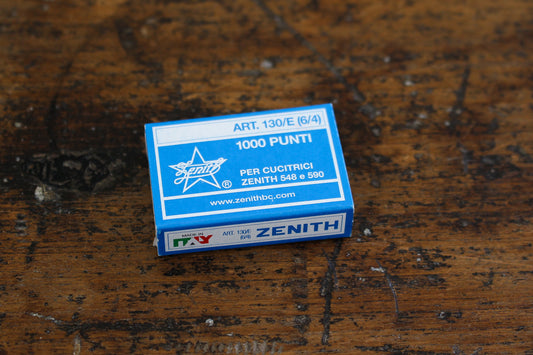 ART. 130/E (6/4)
1000 PUNTI
Zenith
®
PER CUCITRICI
ZENITH 548 e 590
www.zenithbc.com
MADE IN
ITALY
ART. 130/E
(6/4)
ZENITH